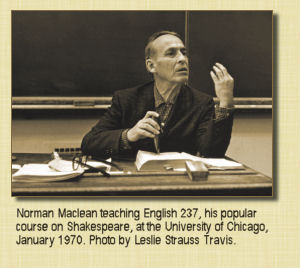 Norman Maclean teaching English 237, his popular
course on Shakespeare, at the University of Chicago,
January 1970. Photo by Leslie Strauss Travis.